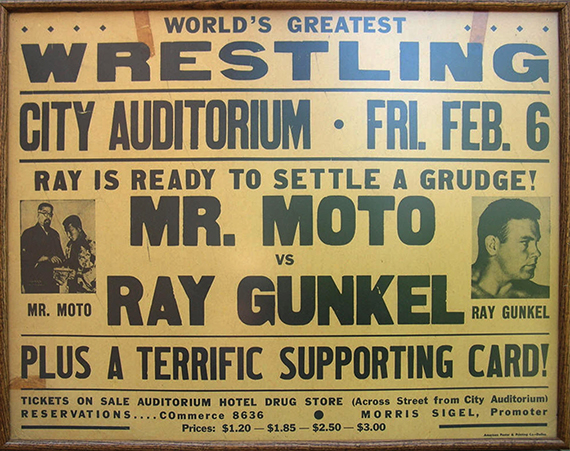 WORLD'S GREATEST
WRESTLING
CITY AUDITORIUM • FRI. FEB. 6
RAY IS READY TO SETTLE A GRUDGE!
MR. MOTO
VS
RAY GUNKEL
MR. MOTO
RAY GUNKEL
PLUS A TERRIFIC SUPPORTING CARD!
TICKETS ON SALE AUDITORIUM HOTEL DRUG STORE (Across Street from City Auditorium)
RESERVATIONS....COmmerce 8636 ● MORRIS SIGEL, Promoter
Prices: $1.20 — $1.85 — $2.50 — $3.00